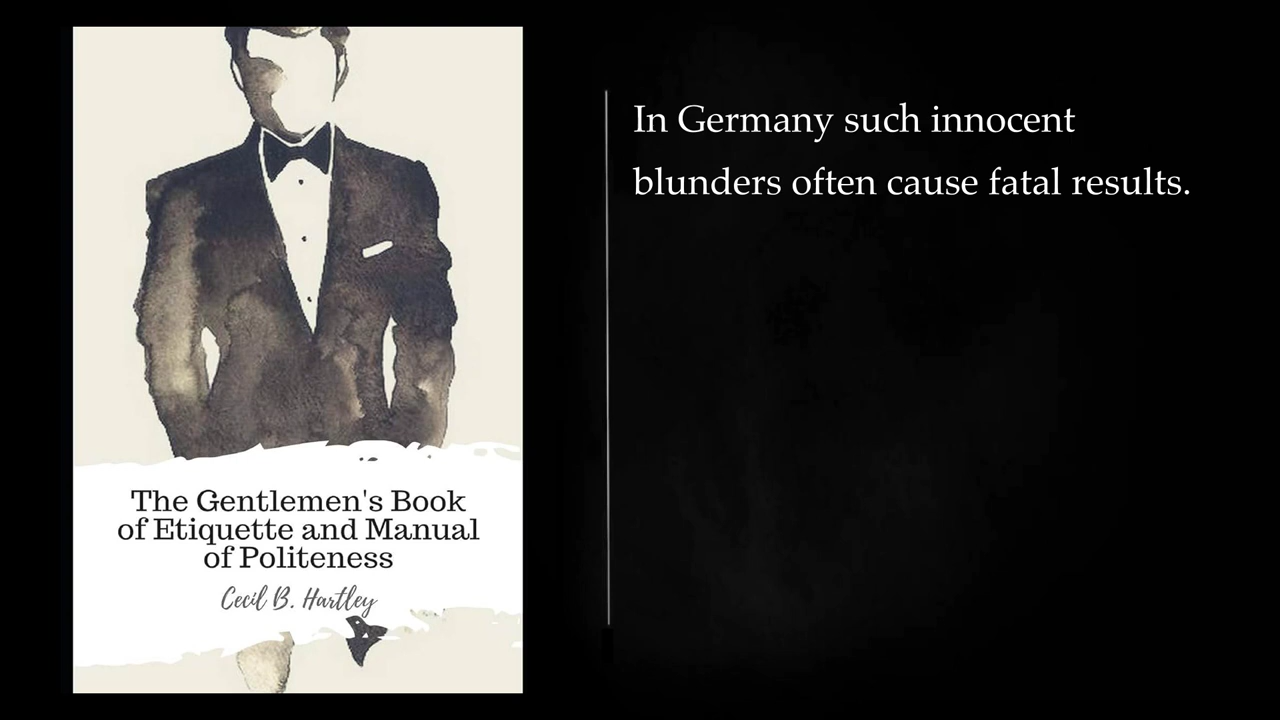 The Gentlemen's Book
of Etiquette and Manual
of Politeness
Cecil B. Hartley
In Germany such innocent
blunders often cause fatal results.